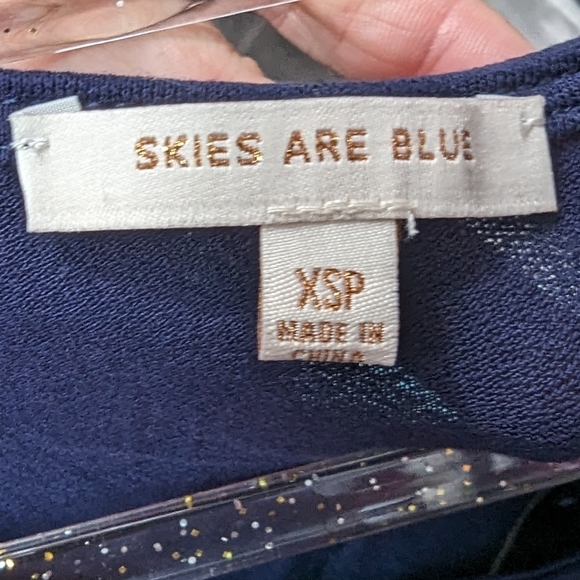 SKIES ARE BLUE
XSP
MADE IN
CHINA